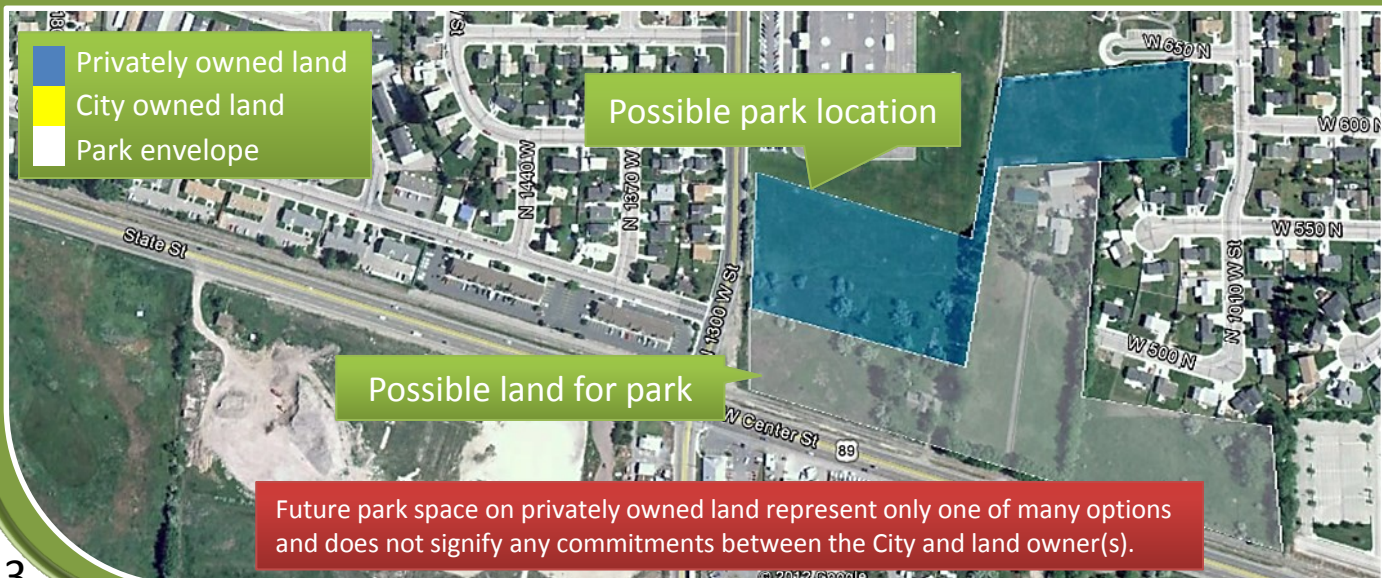 Privately owned land
City owned land
Park envelope
Possible park location
W 650 N
W 600 N
N 1440 W
N 1370 W
W 550 N
State St
N 1300 W St
N 1010 W St
W 500 N
Possible land for park
W Center St
89
Future park space on privately owned land represent only one of many options
and does not signify any commitments between the City and land owner(s).
© 2012 Google
3